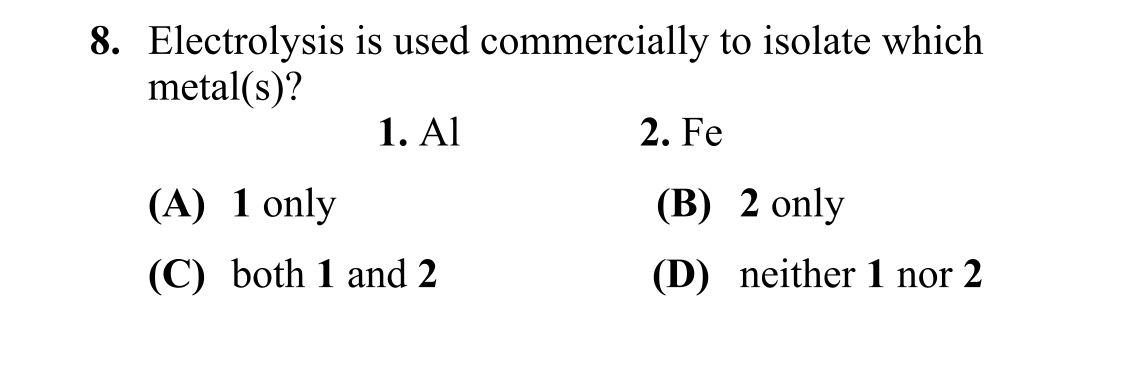 8. Electrolysis is used commercially to isolate which
metal(s)?
1. Al 2. Fe
(A) 1 only (B) 2 only
(C) both 1 and 2 (D) neither 1 nor 2